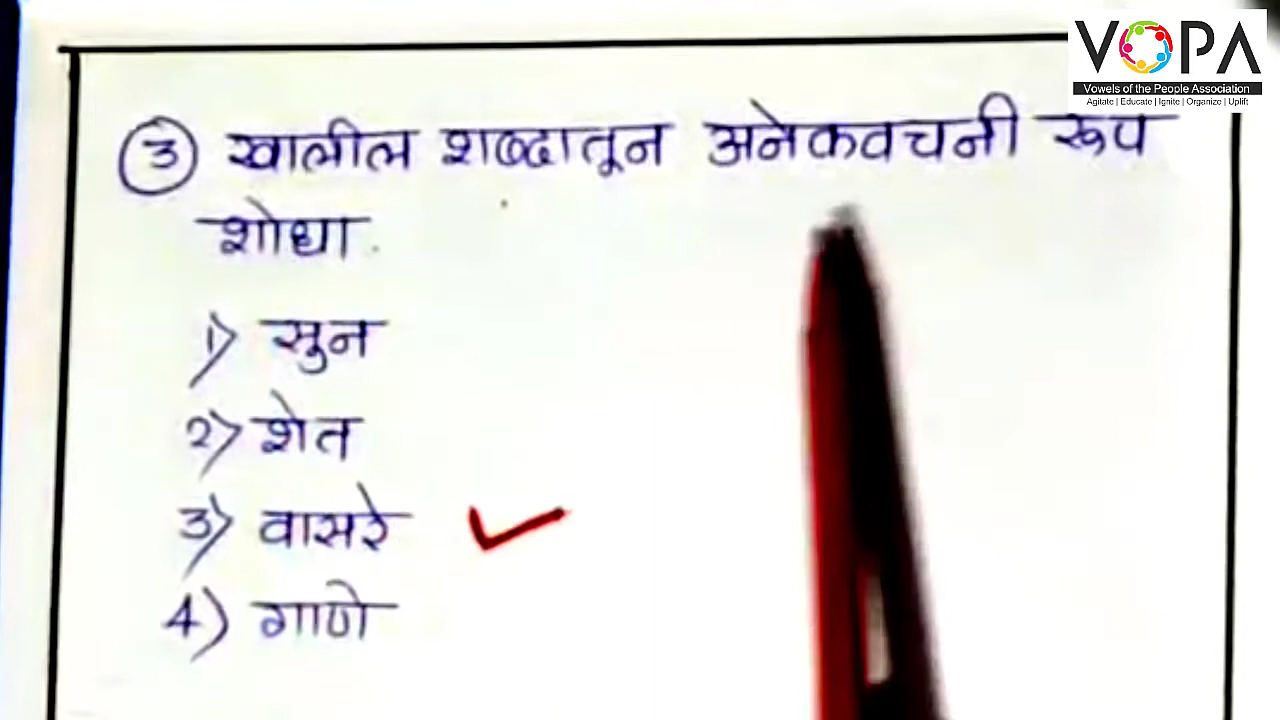 VOPA
Vowels of the People Association
Agitate | Educate | Ignite | Organize | Uplift
③ खालील शब्दातून अनेकवचनी रूप
शोधा.
1) सुन
2) शेत
3) वासरे ✓
4) गाणे